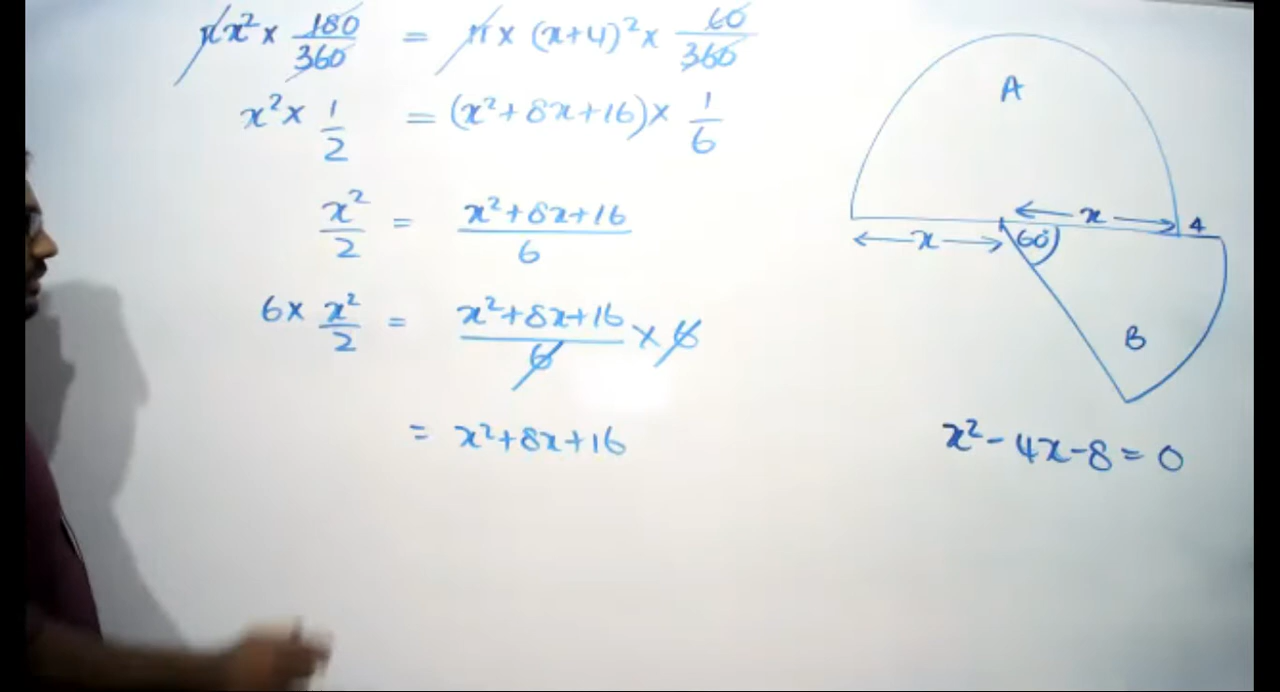 πx² × 180/360 = π × (x+4)² × 60/360
x² × 1/2 = (x²+8x+16) × 1/6
x²/2 = x²+8x+16/6
6 × x²/2 = x²+8x+16/6 × 6
= x²+8x+16
A
x
x
4
60°
B
x² - 4x - 8 = 0